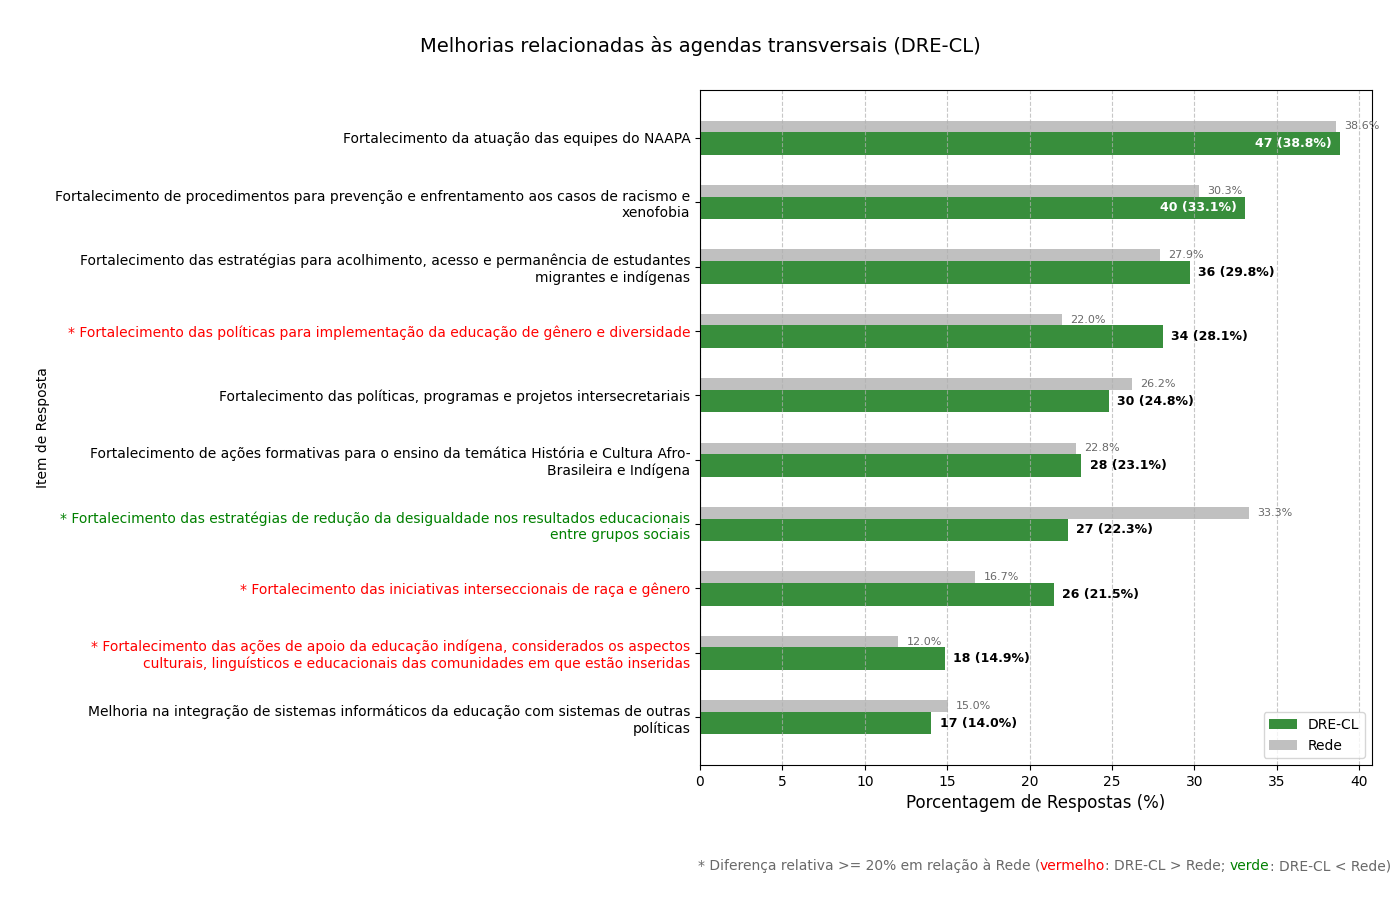 Melhorias relacionadas às agendas transversais (DRE-CL)
Fortalecimento da atuação das equipes do NAAPA
38.6%
47 (38.8%)
Fortalecimento de procedimentos para prevenção e enfrentamento aos casos de racismo e
xenofobia
30.3%
40 (33.1%)
Fortalecimento das estratégias para acolhimento, acesso e permanência de estudantes
migrantes e indígenas
27.9%
36 (29.8%)
* Fortalecimento das políticas para implementação da educação de gênero e diversidade
22.0%
34 (28.1%)
Fortalecimento das políticas, programas e projetos intersecretariais
26.2%
30 (24.8%)
Fortalecimento de ações formativas para o ensino da temática História e Cultura Afro-
Brasileira e Indígena
22.8%
28 (23.1%)
* Fortalecimento das estratégias de redução da desigualdade nos resultados educacionais
entre grupos sociais
33.3%
27 (22.3%)
* Fortalecimento das iniciativas interseccionais de raça e gênero
16.7%
26 (21.5%)
* Fortalecimento das ações de apoio da educação indígena, considerados os aspectos
culturais, linguísticos e educacionais das comunidades em que estão inseridas
12.0%
18 (14.9%)
Melhoria na integração de sistemas informáticos da educação com sistemas de outras
políticas
15.0%
17 (14.0%)
Item de Resposta
DRE-CL
Rede
0 5 10 15 20 25 30 35 40
Porcentagem de Respostas (%)
* Diferença relativa >= 20% em relação à Rede (vermelho: DRE-CL > Rede; verde: DRE-CL < Rede)